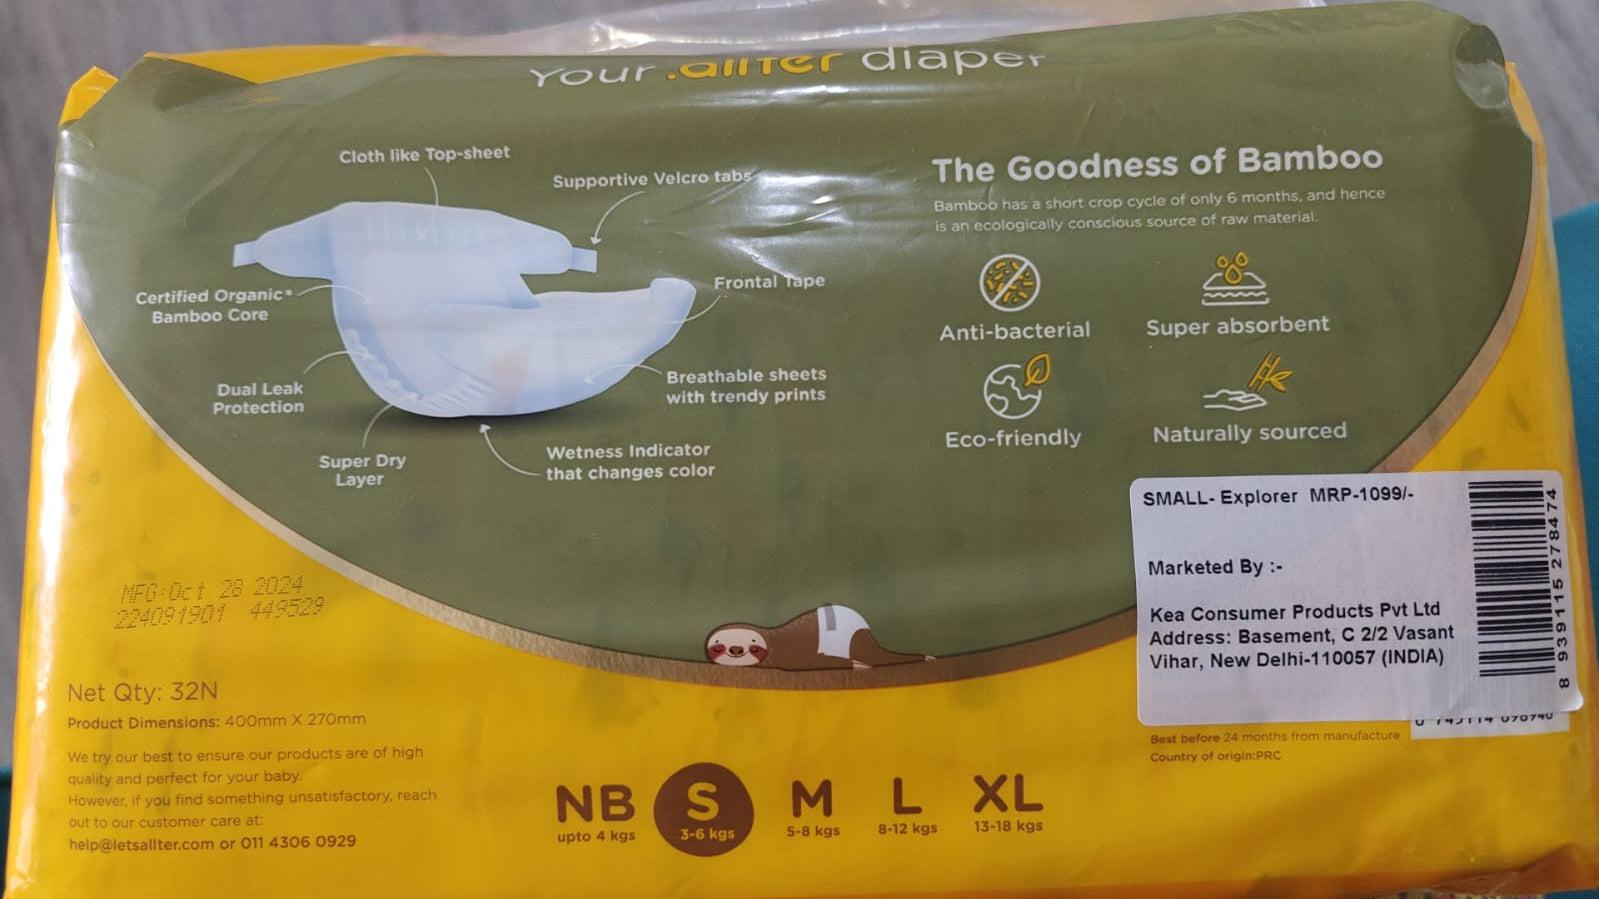 Your .allter diaper
Cloth like Top-sheet
Supportive Velcro tabs
Certified Organic*
Bamboo Core
Frontal Tape
Dual Leak
Protection
Breathable sheets
with trendy prints
Super Dry
Layer
Wetness Indicator
that changes color
The Goodness of Bamboo
Bamboo has a short crop cycle of only 6 months, and hence
is an ecologically conscious source of raw material.
Anti-bacterial
Super absorbent
Eco-friendly
Naturally sourced
SMALL- Explorer MRP-1099/-
Marketed By :-
Kea Consumer Products Pvt Ltd
Address: Basement, C 2/2 Vasant
Vihar, New Delhi-110057 (INDIA)
8 939115 278474
Best before 24 months from manufacture
Country of origin:PRC
MFG:Oct 28 2024
224091901 449529
Net Qty: 32N
Product Dimensions: 400mm X 270mm
We try our best to ensure our products are of high
quality and perfect for your baby.
However, if you find something unsatisfactory, reach
out to our customer care at:
help@letsallter.com or 011 4306 0929
NB
upto 4 kgs
S
3-6 kgs
M
5-8 kgs
L
8-12 kgs
XL
13-18 kgs